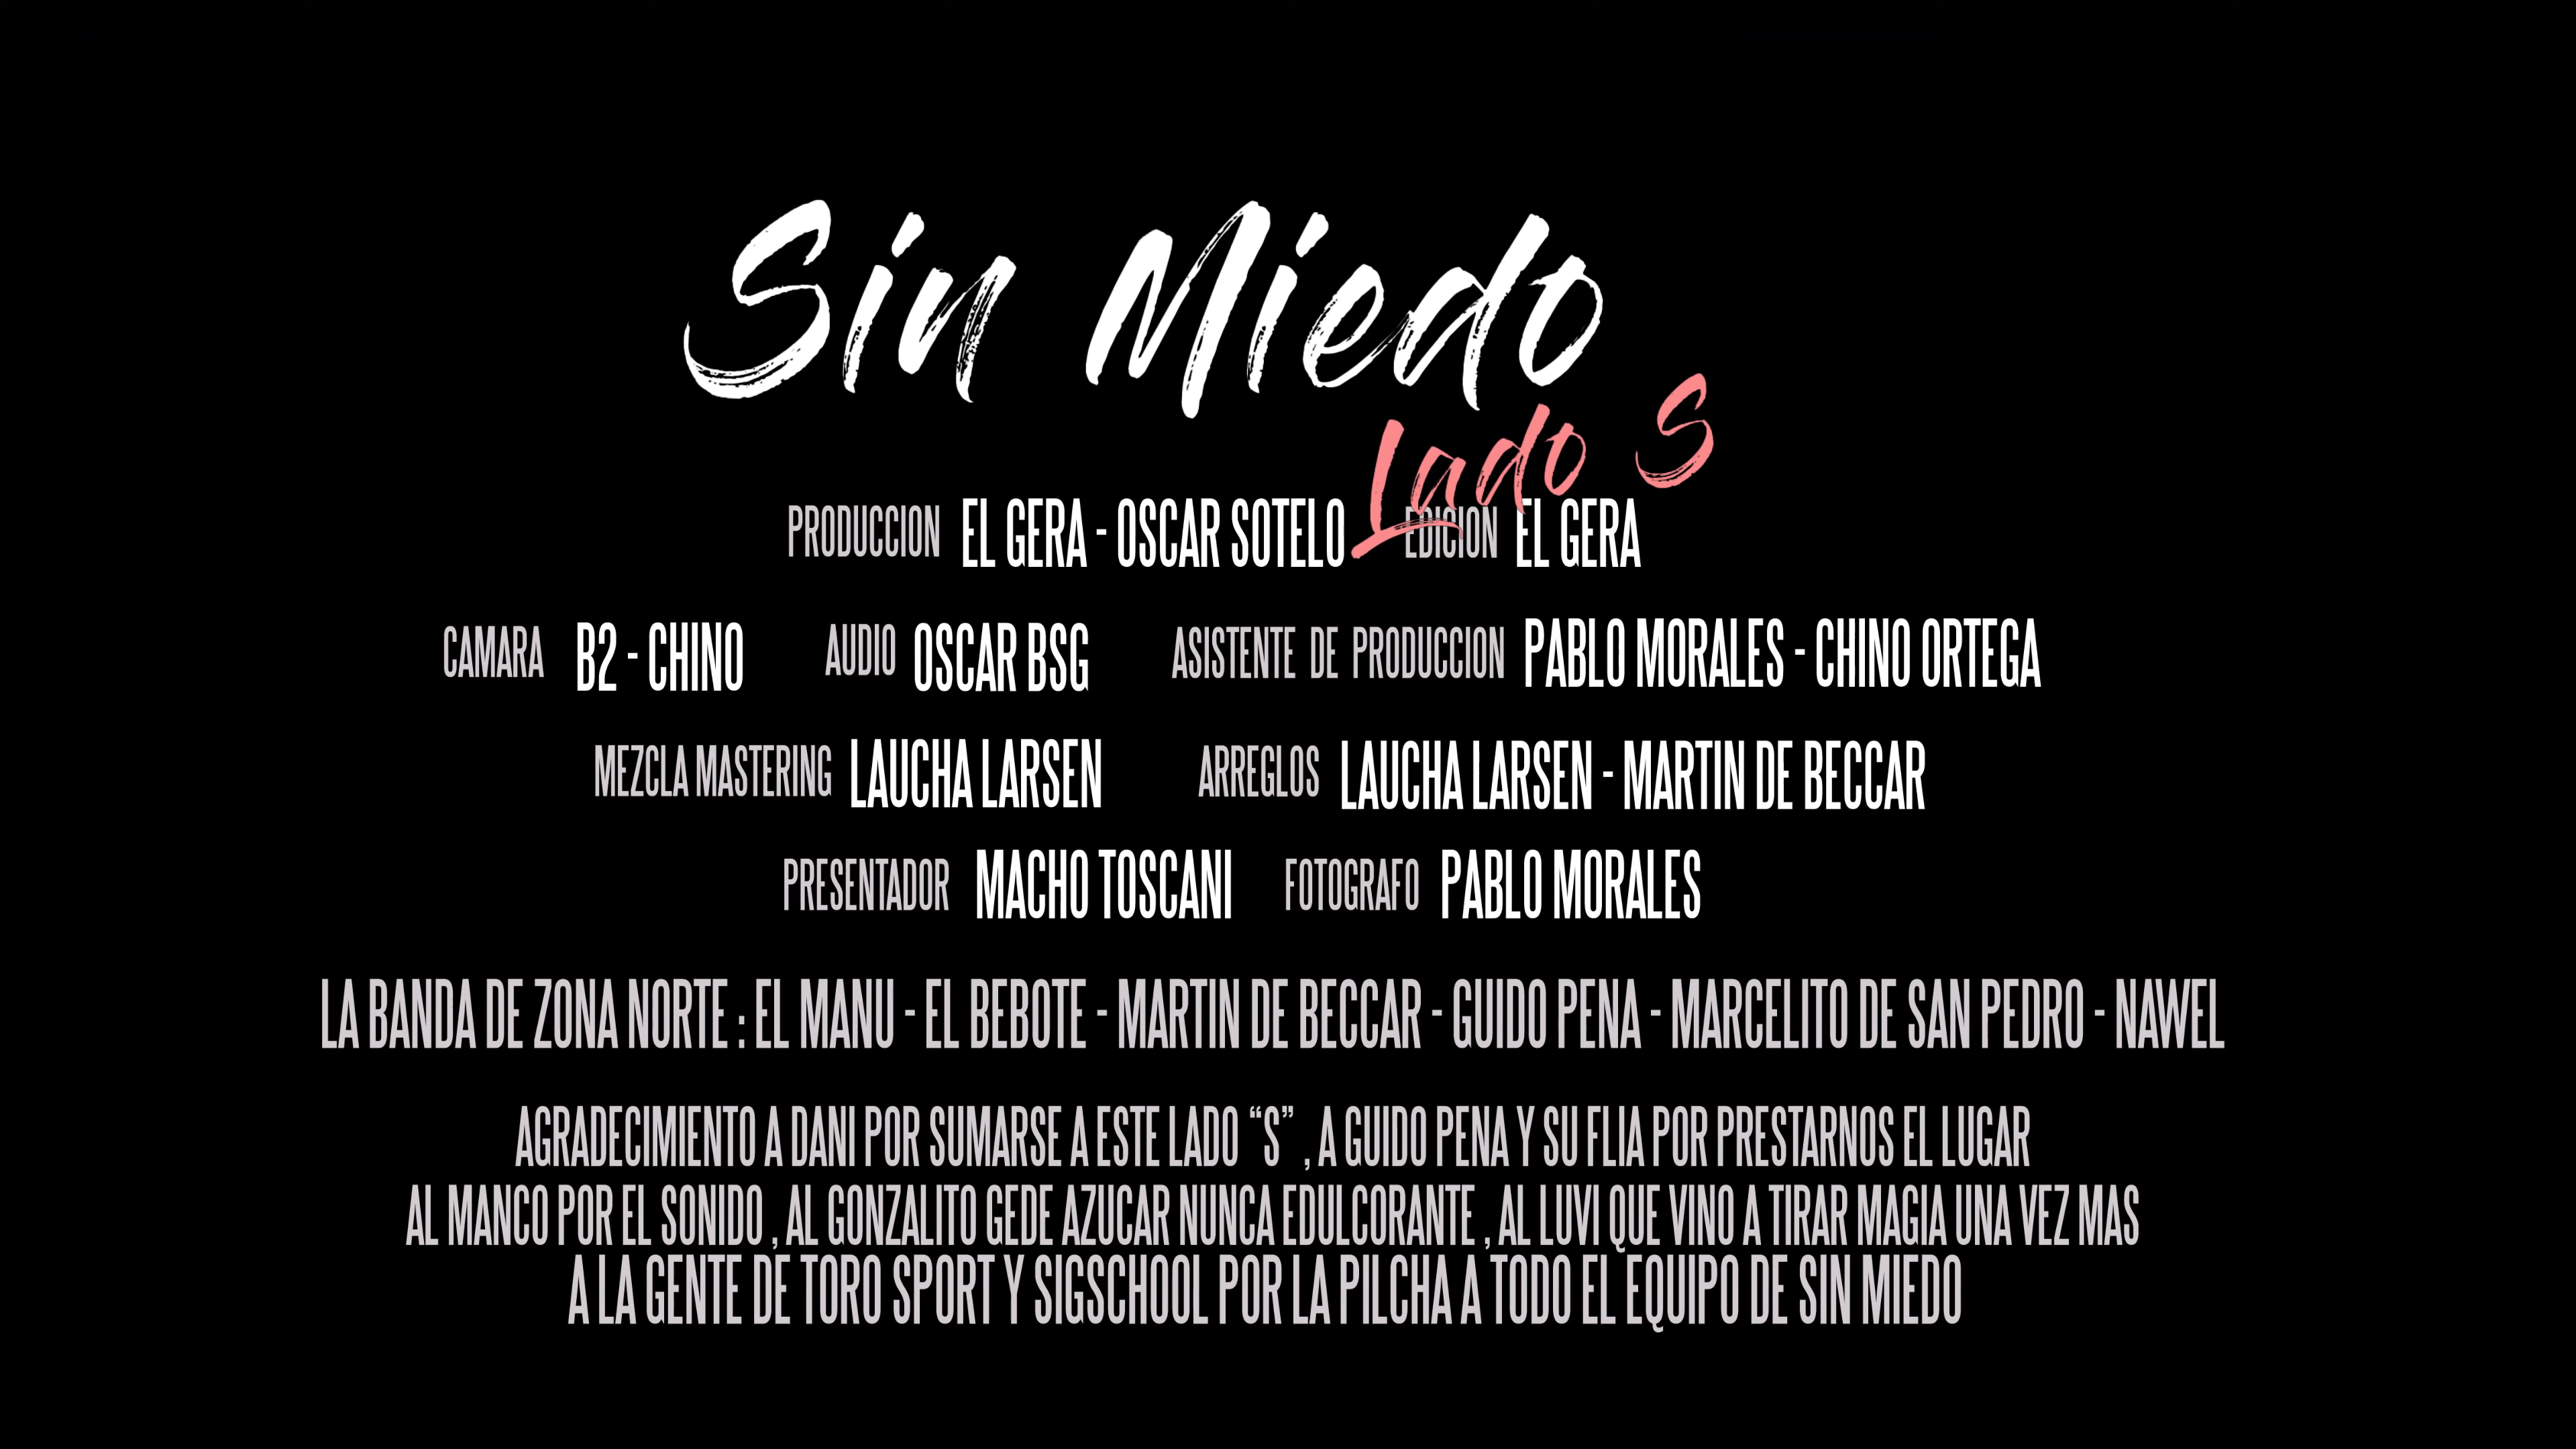 Sin Miedo
Lado S
PRODUCCION EL GERA - OSCAR SOTELO EDICION EL GERA
CAMARA B2 - CHINO AUDIO OSCAR BSG ASISTENTE DE PRODUCCION PABLO MORALES - CHINO ORTEGA
MEZCLA MASTERING LAUCHA LARSEN ARREGLOS LAUCHA LARSEN - MARTIN DE BECCAR
PRESENTADOR MACHO TOSCANI FOTOGRAFO PABLO MORALES
LA BANDA DE ZONA NORTE : EL MANU - EL BEBOTE - MARTIN DE BECCAR - GUIDO PENA - MARCELITO DE SAN PEDRO - NAWEL
AGRADECIMIENTO A DANI POR SUMARSE A ESTE LADO “S” , A GUIDO PENA Y SU FLIA POR PRESTARNOS EL LUGAR
AL MANCO POR EL SONIDO , AL GONZALITO GEDE AZUCAR NUNCA EDULCORANTE , AL LUVI QUE VINO A TIRAR MAGIA UNA VEZ MAS
A LA GENTE DE TORO SPORT Y SIGSCHOOL POR LA PILCHA A TODO EL EQUIPO DE SIN MIEDO